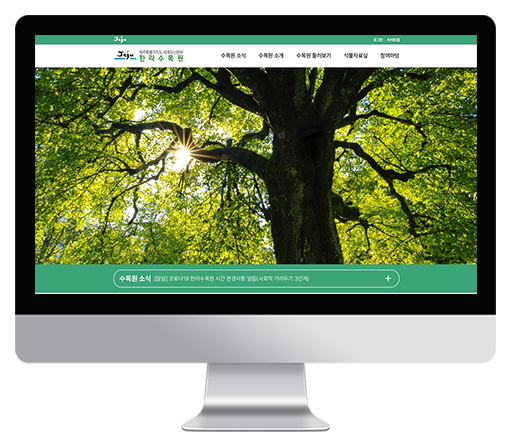 Jeju
로그인 사이트맵
Jeju 제주특별자치도 세계유산본부
한라수목원
수목원 소식 수목원 소개 수목원 둘러보기 식물자료실 참여마당
수목원 소식 [알림] 코로나19 한라수목원 시간 변경사항 알림(사회적 거리두기 3단계) +